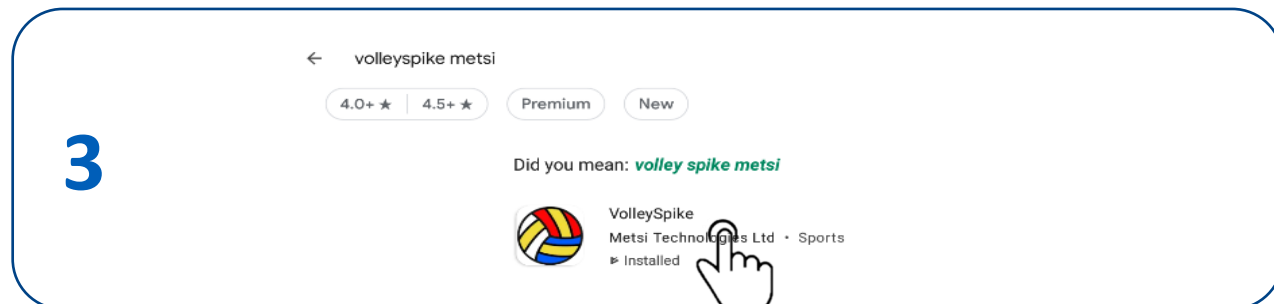 ← volleyspike metsi
4.0+ ★ 4.5+ ★ Premium New
3
Did you mean: volley spike metsi
VolleySpike
Metsi Technologies Ltd • Sports
Installed